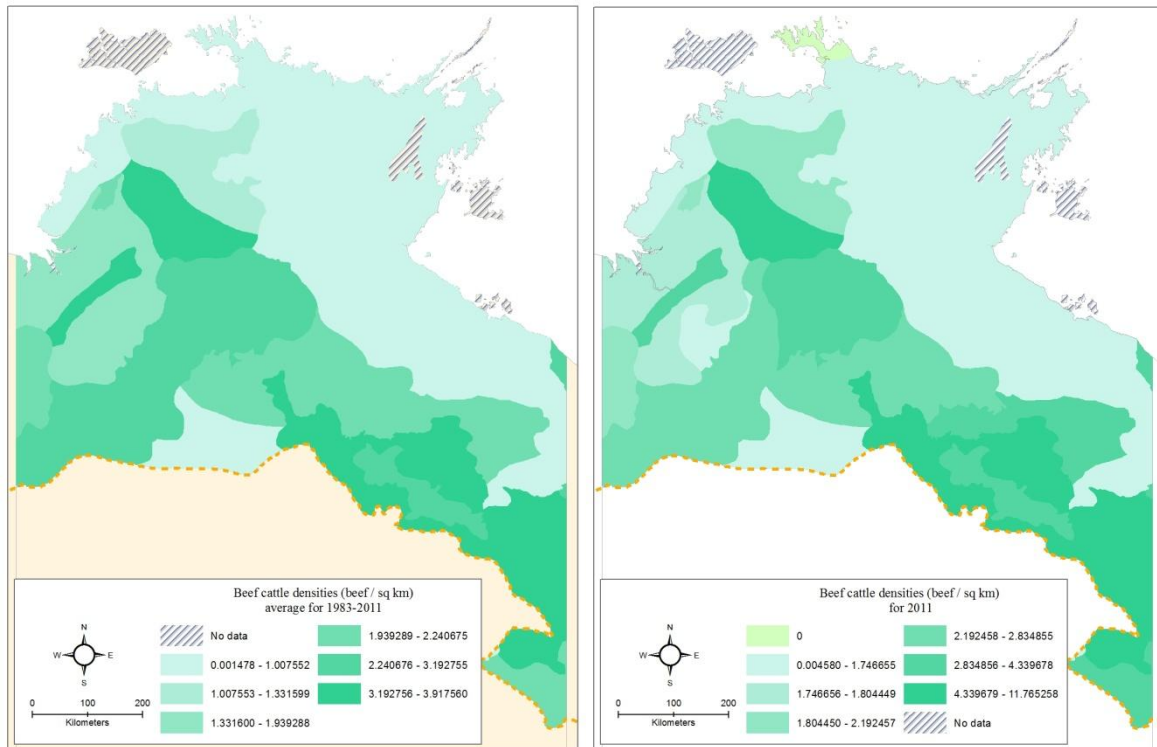 Beef cattle densities (beef / sq km)
average for 1983-2011
N
W E
S
0 100 200
Kilometers
No data
0.001478 - 1.007552
1.007553 - 1.331599
1.331600 - 1.939288
1.939289 - 2.240675
2.240676 - 3.192755
3.192756 - 3.917560
Beef cattle densities (beef / sq km)
for 2011
N
W E
S
0 100 200
Kilometers
0
0.004580 - 1.746655
1.746656 - 1.804449
1.804450 - 2.192457
2.192458 - 2.834855
2.834856 - 4.339678
4.339679 - 11.765258
No data